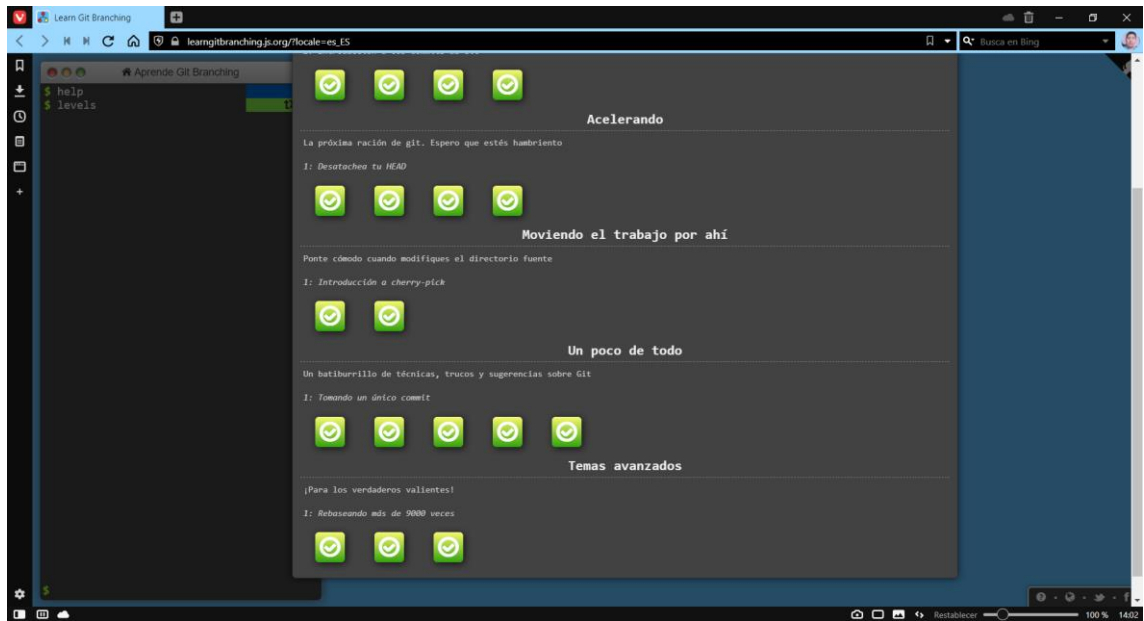 Learn Git Branching
learngitbranching.js.org/?locale=es_ES
Busca en Bing
Aprende Git Branching
$ help
$ levels
Acelerando
La próxima ración de git. Espero que estés hambriento
1: Desatachea tu HEAD
Moviendo el trabajo por ahí
Ponte cómodo cuando modifiques el directorio fuente
1: Introducción a cherry-pick
Un poco de todo
Un batiburrillo de técnicas, trucos y sugerencias sobre Git
1: Tomando un único commit
Temas avanzados
¡Para los verdaderos valientes!
1: Rebaseando más de 9000 veces
$
Restablecer
100 %
14:02